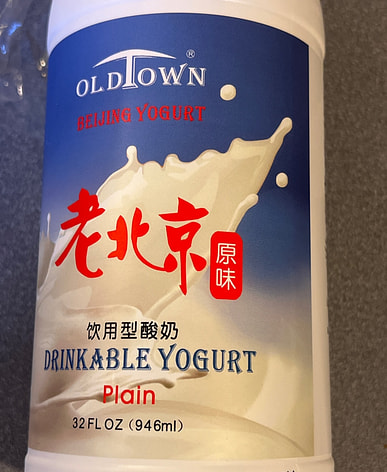 OLDTOWN®
BEIJING YOGURT
老北京
原味
饮用型酸奶
DRINKABLE YOGURT
Plain
32 FL OZ (946ml)